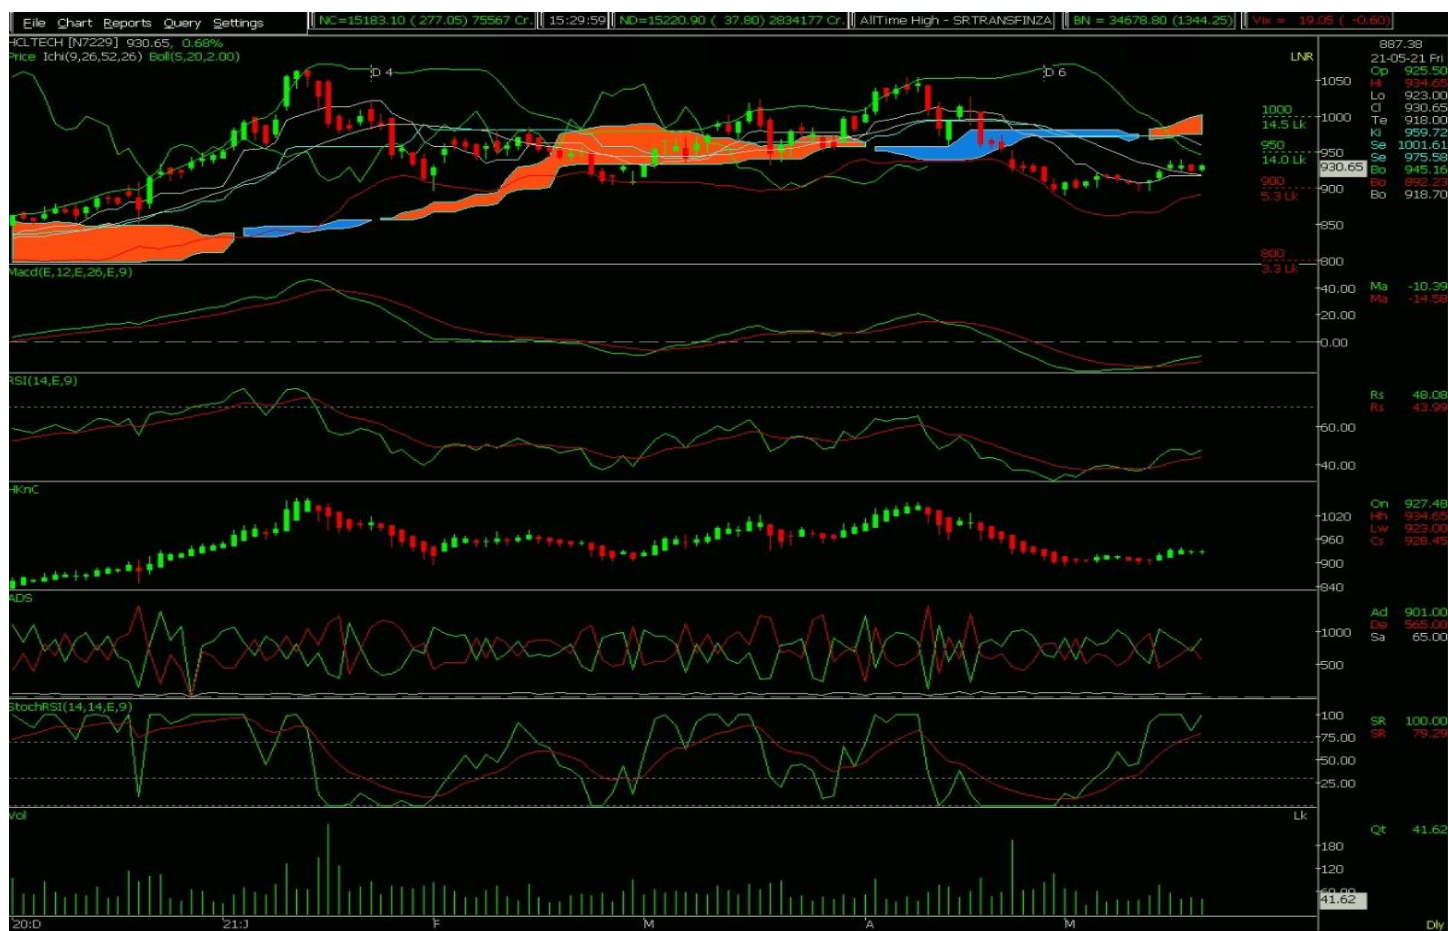 File Chart Reports Query Settings NC=15183.10 ( 277.05) 75567 Cr. 15:29:59 ND=15220.90 ( 37.80) 2834177 Cr. AllTime High - SRTRANSFINZA BN = 34678.80 (1344.25) Vix = 19.05 ( -0.60)
HCLTECH [N7229] 930.65, 0.68%
Price Ichi(9,26,52,26) Boll(S,20,2.00)
LNR
D 4
D 6
1000
14.5 Lk
950
14.0 Lk
900
5.3 Lk
800
3.3 Lk
1050
1000
950
930.65
900
850
800
887.38
21-05-21 Fri
Op 925.50
Hi 934.65
Lo 923.00
Cl 930.65
Te 918.00
Ki 959.72
Se 1001.61
Se 975.58
Bo 945.16
Bo 892.23
Bo 918.70
Macd(E,12,E,26,E,9)
40.00
20.00
0.00
Ma -10.39
Ma -14.58
RSI(14,E,9)
60.00
40.00
Rs 48.08
Rs 43.99
HKnC
1020
960
900
840
On 927.48
Hh 934.65
Lw 923.00
Cs 928.45
ADS
1000
500
Ad 901.00
De 565.00
Sa 65.00
StochRSI(14,14,E,9)
100
75.00
50.00
25.00
SR 100.00
SR 79.29
Vol
Lk
180
120
60.00
41.62
Qt 41.62
20:D 21:J F M A M Dly